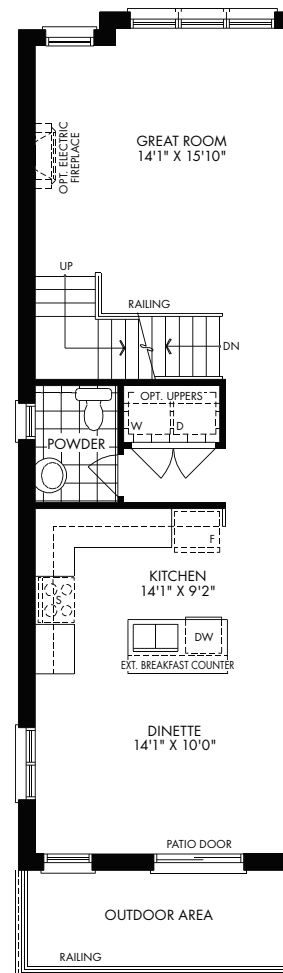 GREAT ROOM
14'1" X 15'10"
OPT. ELECTRIC
FIREPLACE
UP
RAILING
DN
OPT. UPPERS
W
D
POWDER
F
KITCHEN
14'1" X 9'2"
S
DW
EXT. BREAKFAST COUNTER
DINETTE
14'1" X 10'0"
PATIO DOOR
OUTDOOR AREA
RAILING